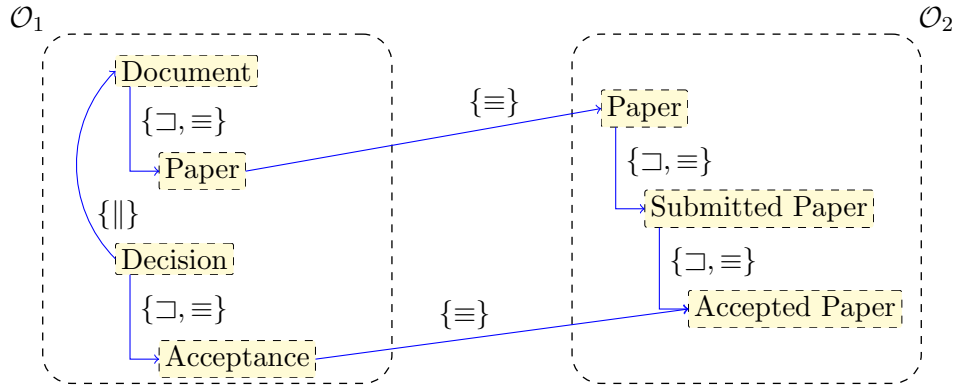 𝒪₁
𝒪₂
Document
{⊐, ≡}
Paper
{∥}
Decision
{⊐, ≡}
Acceptance
{≡}
{≡}
Paper
{⊐, ≡}
Submitted Paper
{⊐, ≡}
Accepted Paper